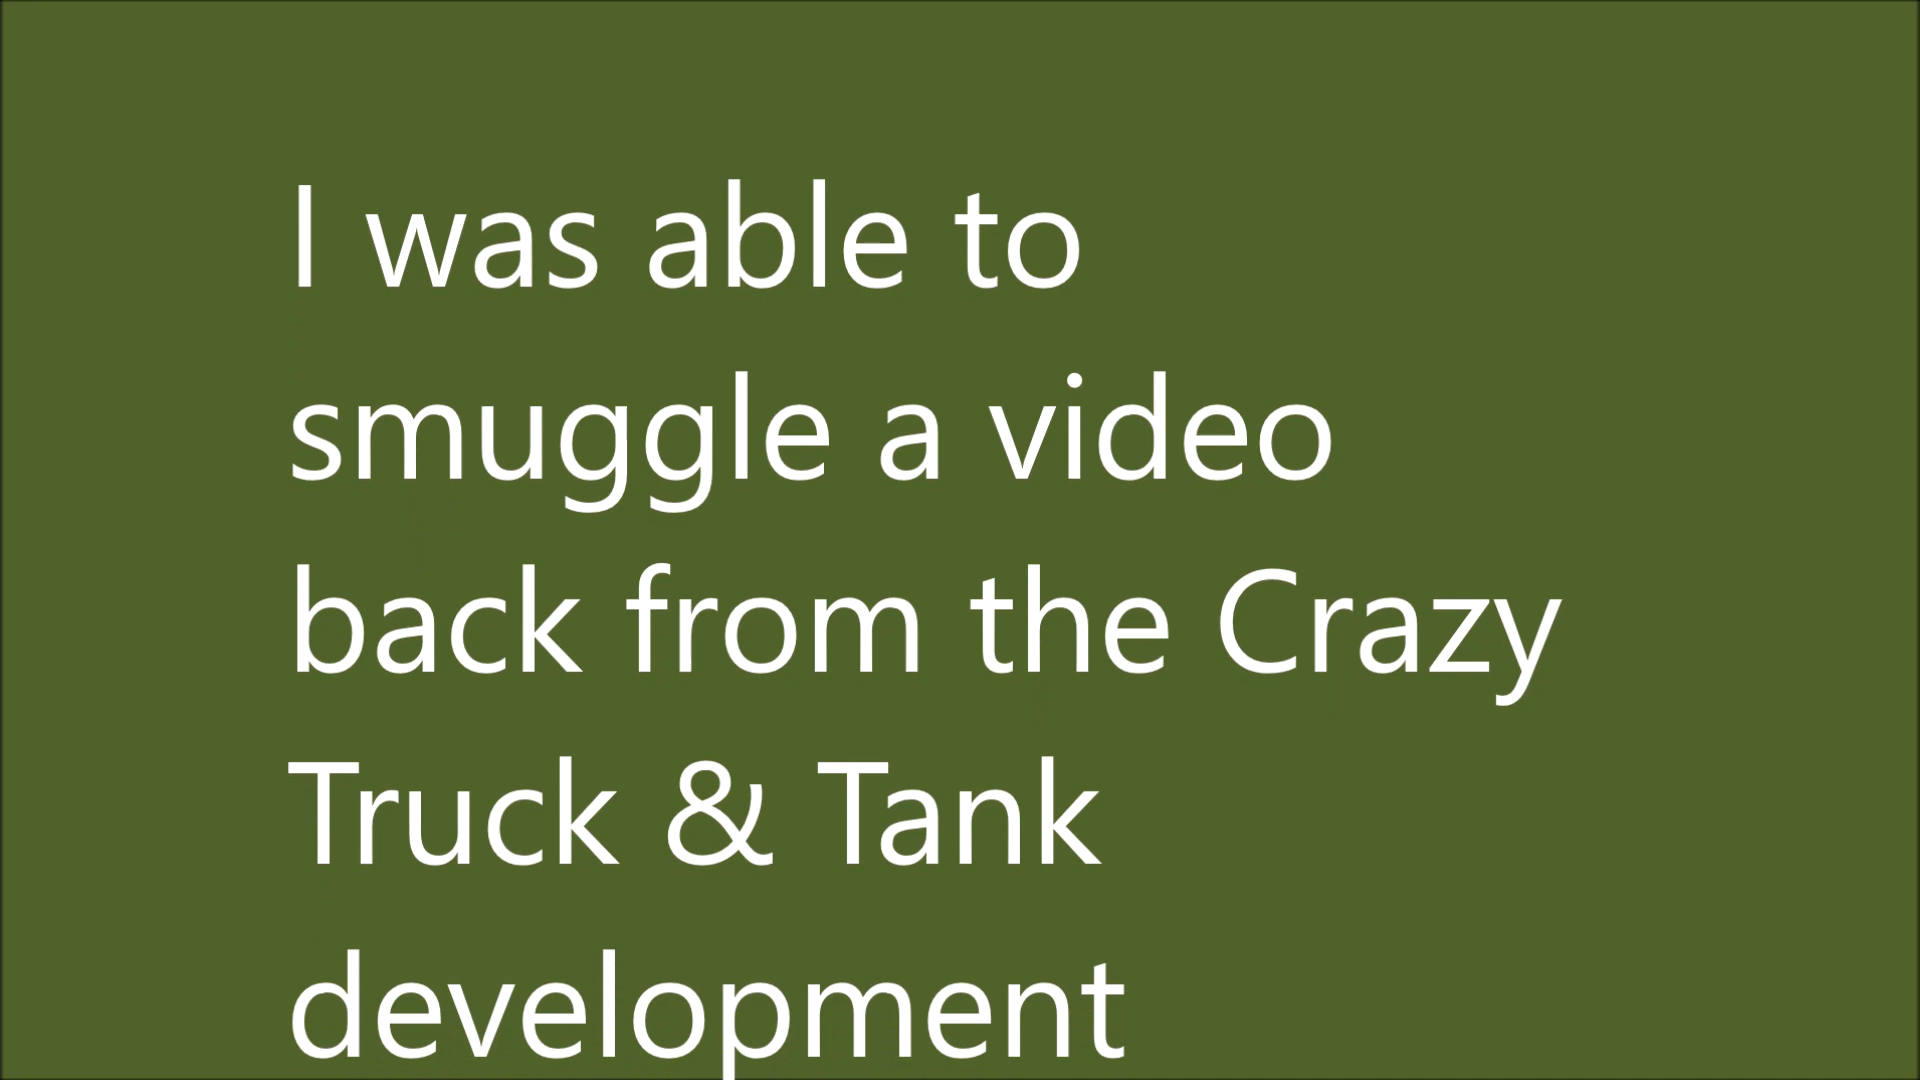 I was able to
smuggle a video
back from the Crazy
Truck & Tank
development